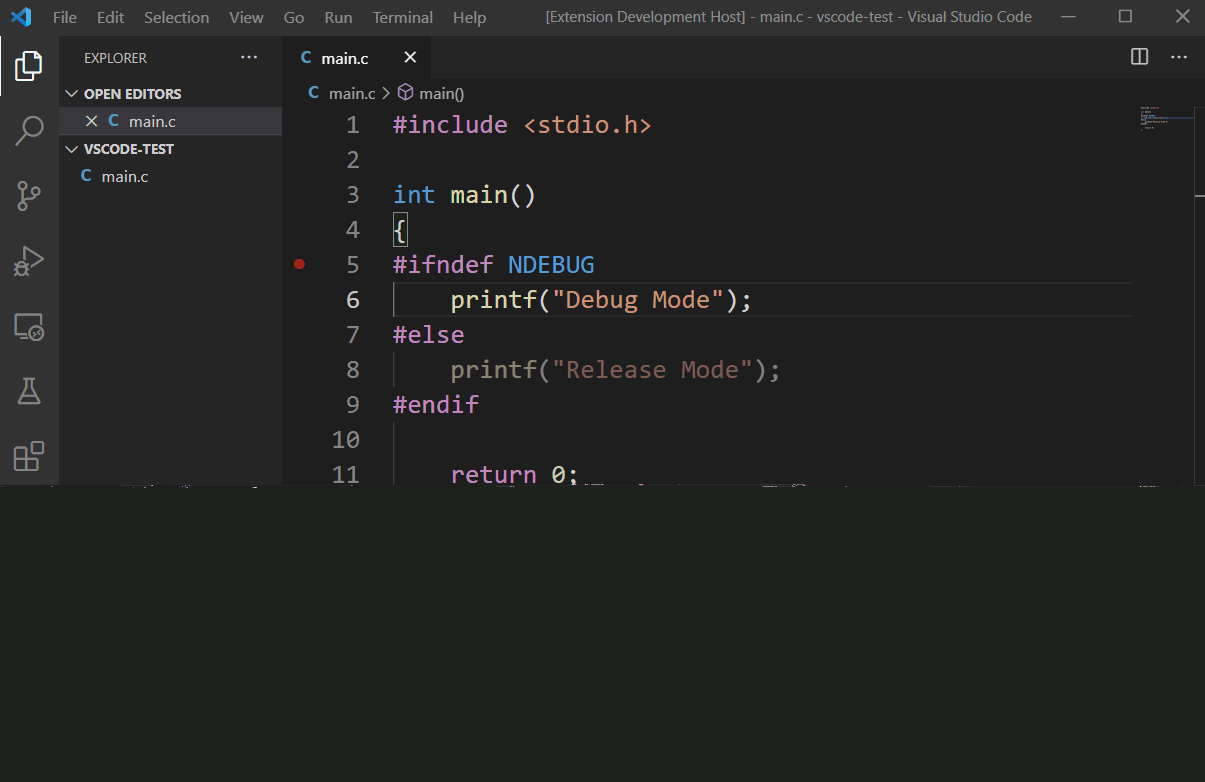 File Edit Selection View Go Run Terminal Help [Extension Development Host] - main.c - vscode-test - Visual Studio Code
EXPLORER
OPEN EDITORS
C main.c
VSCODE-TEST
C main.c
C main.c
C main.c > main()
1 #include <stdio.h>
2
3 int main()
4 {
5 #ifndef NDEBUG
6     printf("Debug Mode");
7 #else
8     printf("Release Mode");
9 #endif
10
11     return 0;